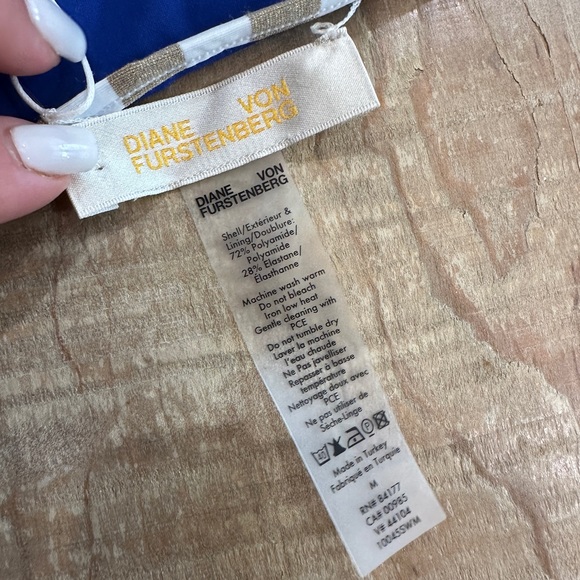 DIANE VON
FURSTENBERG
DIANE VON
FURSTENBERG
Shell/Extérieur &
Lining/Doublure:
72% Polyamide/
Polyamide
28% Elastane/
Élasthanne
Machine wash warm
Do not bleach
Iron low heat
Gentle cleaning with
PCE
Do not tumble dry
Laver la machine
l'eau chaude
Ne Pas javelliser
Repasser à basse
température
Nettoyage doux avec
PCE
Ne pas utiliser de
Sèche-Linge
40 P
Made in Turkey
Fabriqué en Turquie
M
RN# 84177
CA# 00985
V# 44104
10045SWM